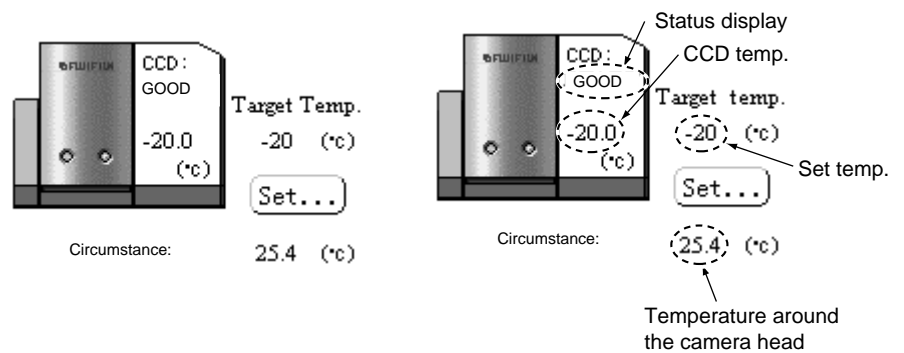 FUJIFILM
CCD:
GOOD
-20.0
(°c)
Target Temp.
-20 (°c)
Set...
Circumstance:
25.4 (°c)
Status display
CCD temp.
FUJIFILM
CCD:
GOOD
-20.0
(°c)
Target temp.
-20 (°c)
Set temp.
Set...
Circumstance:
25.4 (°c)
Temperature around
the camera head